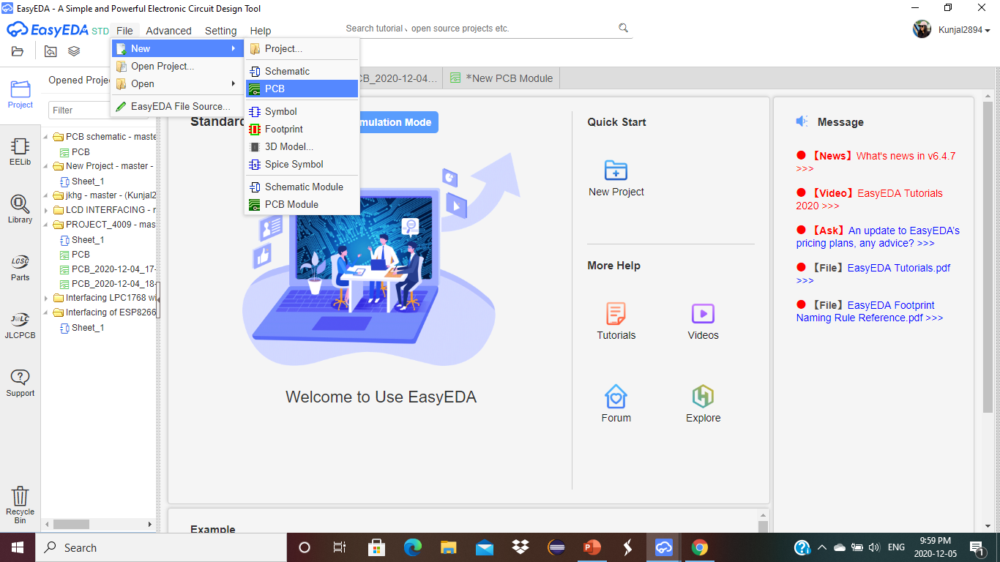 EasyEDA - A Simple and Powerful Electronic Circuit Design Tool
EasyEDA STD File Advanced Setting Help
Search tutorial、open source projects etc.
Kunjal2894
New
Open Project...
Open
EasyEDA File Source...
Project...
Schematic
PCB
Symbol
Footprint
3D Model...
Spice Symbol
Schematic Module
PCB Module
CB_2020-12-04...
*New PCB Module
Project
EELib
Library
LCSC
Parts
J@LC
JLCPCB
Support
Recycle
Bin
Opened Proje
Filter
PCB schematic - maste
PCB
New Project - master -
Sheet_1
jkhg - master - (Kunjal2
LCD INTERFACING - r
PROJECT_4009 - mas
Sheet_1
PCB
PCB_2020-12-04_17-
PCB_2020-12-04_18-
Interfacing LPC1768 wi
Interfacing of ESP8266
Sheet_1
Standard
mulation Mode
Welcome to Use EasyEDA
Quick Start
New Project
More Help
Tutorials
Videos
Forum
Explore
Message
【News】What's news in v6.4.7
>>>
【Video】EasyEDA Tutorials
2020 >>>
【Ask】An update to EasyEDA's
pricing plans, any advice? >>>
【File】EasyEDA Tutorials.pdf
>>>
【File】EasyEDA Footprint
Naming Rule Reference.pdf >>>
Example
Search
ENG
9:59 PM
2020-12-05
1